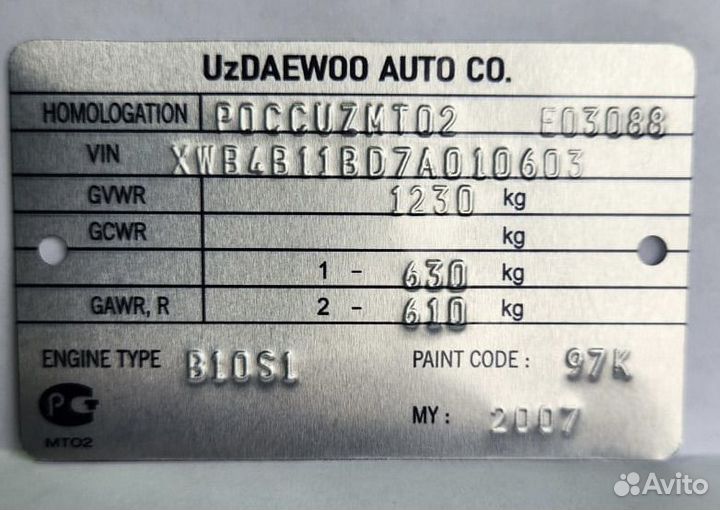 UzDAEWOO AUTO CO.
HOMOLOGATION POCCUZMT02 E03088
VIN XWB4B11BD7A010603
GVWR 1230 kg
GCWR kg
1 - 630 kg
GAWR, R 2 - 610 kg
ENGINE TYPE B10S1 PAINT CODE : 97K
MY : 2007
МТ02
Avito